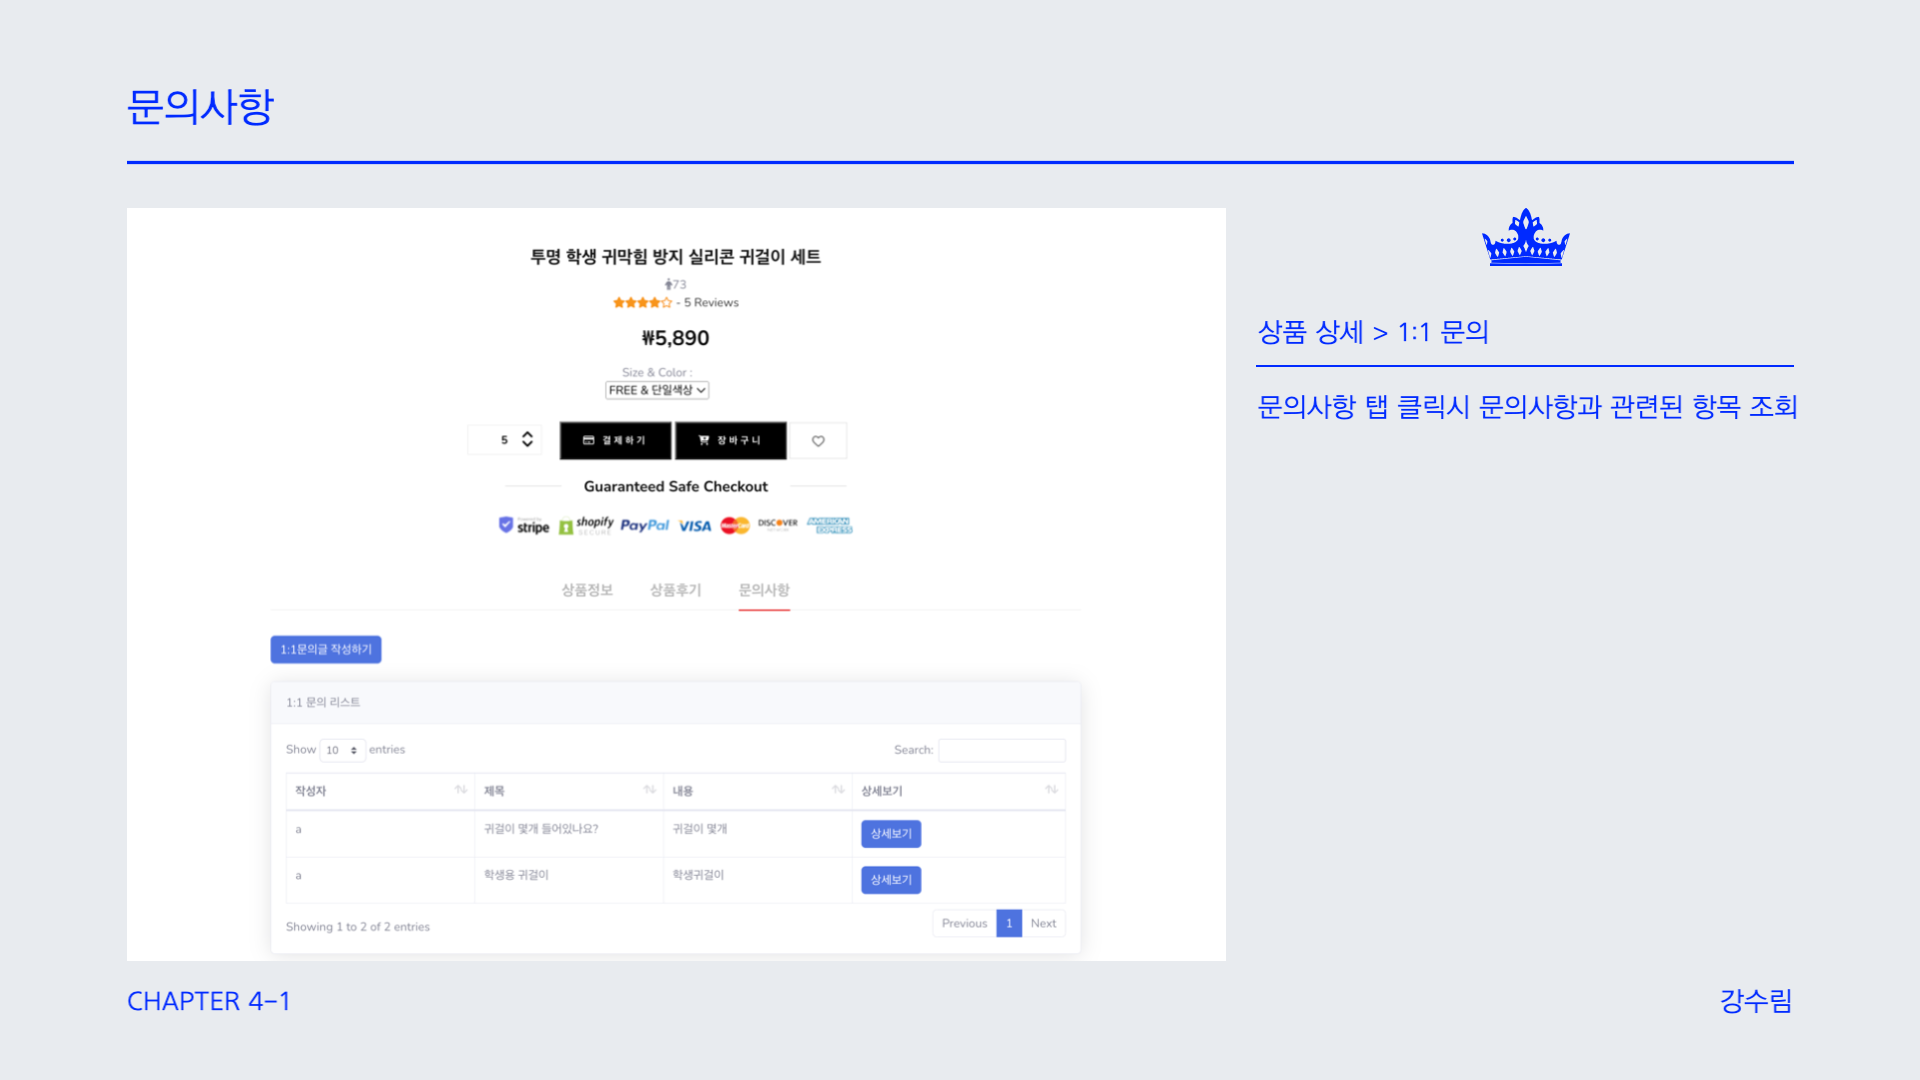 문의사항
투명 학생 귀막힘 방지 실리콘 귀걸이 세트
73
- 5 Reviews
₩5,890
Size & Color :
FREE & 단일색상
5 결제하기 장바구니
Guaranteed Safe Checkout
stripe shopify SECURE PayPal VISA MasterCard DISCOVER AMERICAN EXPRESS
상품정보 상품후기 문의사항
1:1문의글 작성하기
1:1 문의 리스트
Show 10 entries Search:
작성자 제목 내용 상세보기
a 귀걸이 몇개 들어있나요? 귀걸이 몇개 상세보기
a 학생용 귀걸이 학생귀걸이 상세보기
Showing 1 to 2 of 2 entries Previous 1 Next
상품 상세 > 1:1 문의
문의사항 탭 클릭시 문의사항과 관련된 항목 조회
CHAPTER 4-1 강수림